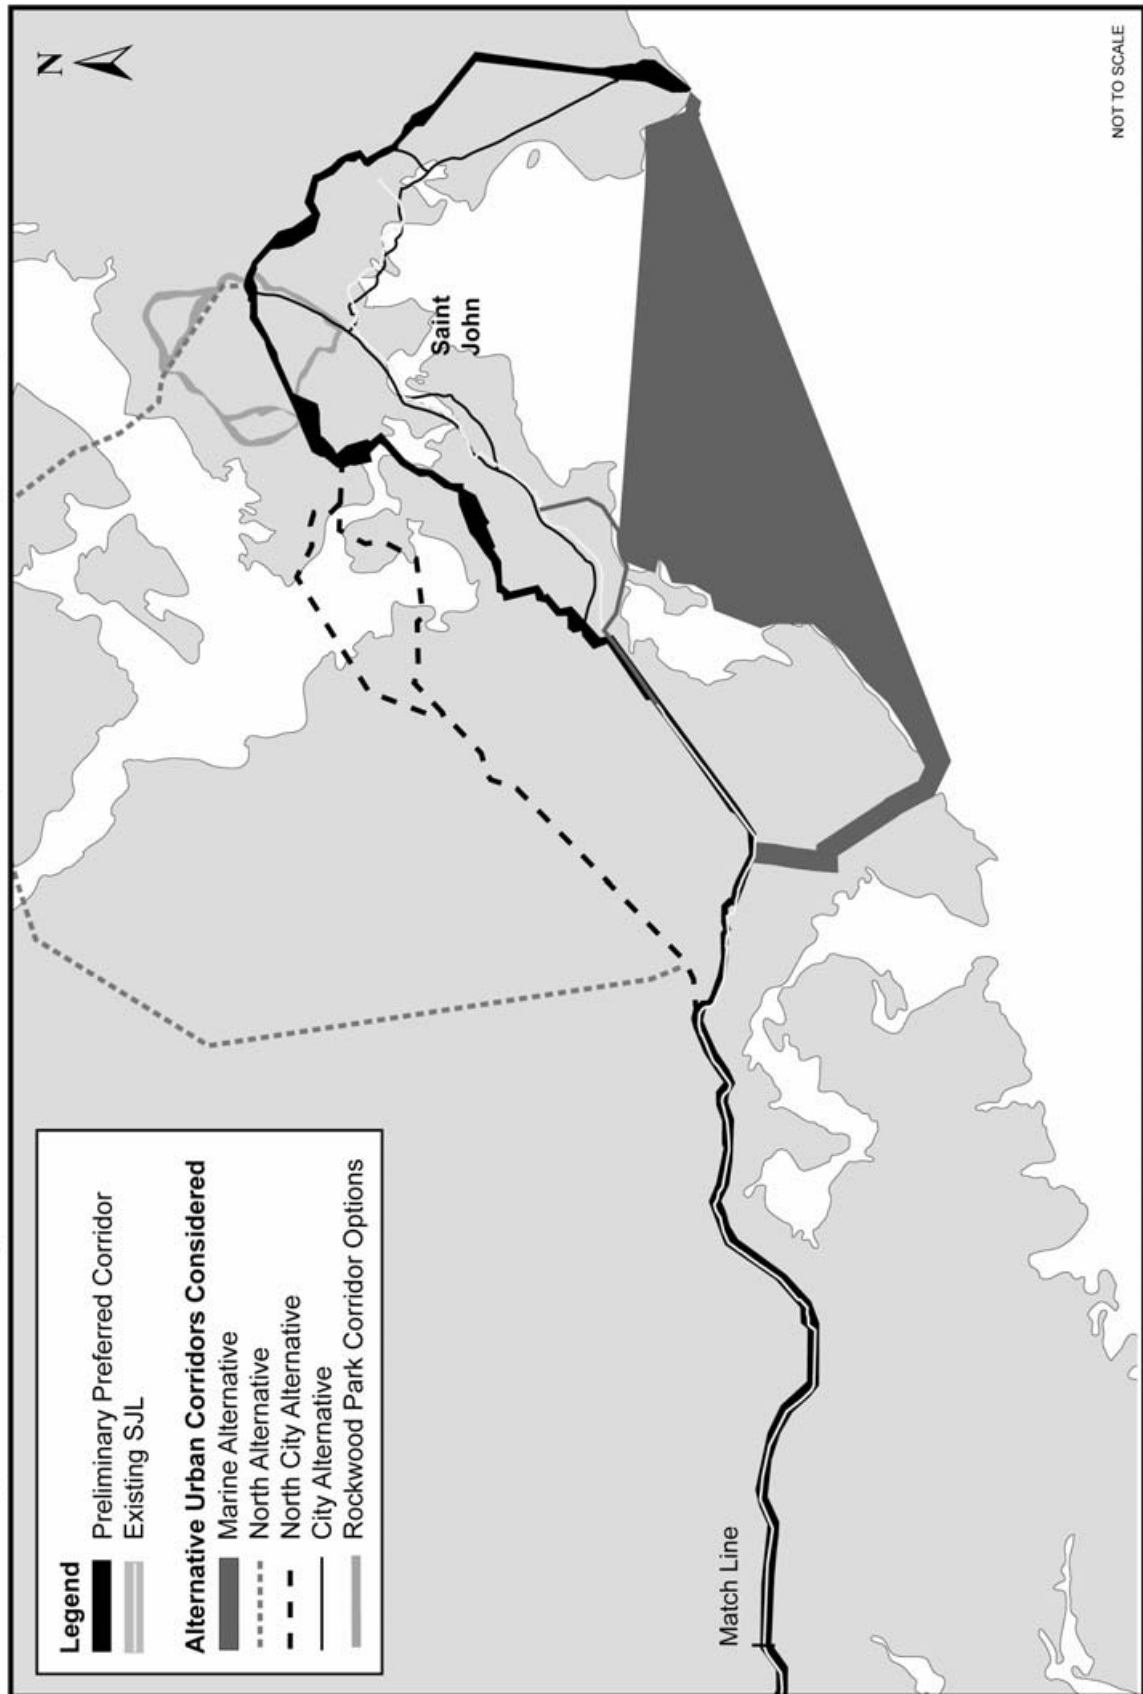 N
Legend
Preliminary Preferred Corridor
Existing SJL
Alternative Urban Corridors Considered
Marine Alternative
North Alternative
North City Alternative
City Alternative
Rockwood Park Corridor Options
Saint
John
Match Line
NOT TO SCALE